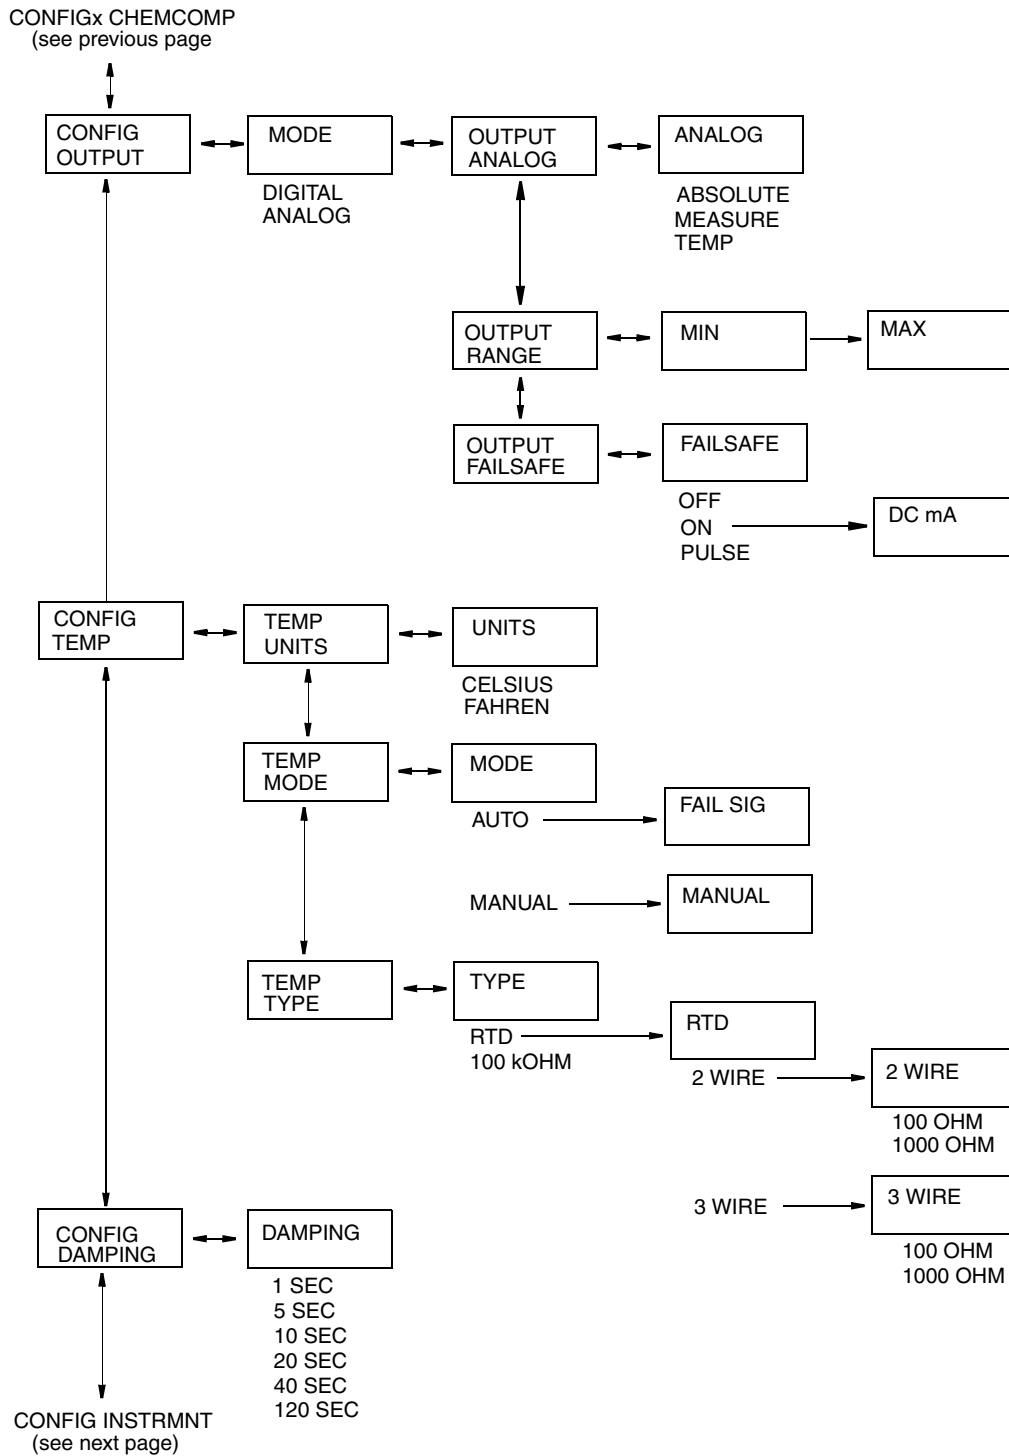 CONFIGx CHEMCOMP
(see previous page
CONFIG
OUTPUT
MODE
DIGITAL
ANALOG
OUTPUT
ANALOG
ANALOG
ABSOLUTE
MEASURE
TEMP
OUTPUT
RANGE
MIN
MAX
OUTPUT
FAILSAFE
FAILSAFE
OFF
ON
PULSE
DC mA
CONFIG
TEMP
TEMP
UNITS
UNITS
CELSIUS
FAHREN
TEMP
MODE
MODE
AUTO
FAIL SIG
MANUAL
MANUAL
TEMP
TYPE
TYPE
RTD
100 kOHM
RTD
2 WIRE
2 WIRE
100 OHM
1000 OHM
3 WIRE
3 WIRE
100 OHM
1000 OHM
CONFIG
DAMPING
DAMPING
1 SEC
5 SEC
10 SEC
20 SEC
40 SEC
120 SEC
CONFIG INSTRMNT
(see next page)